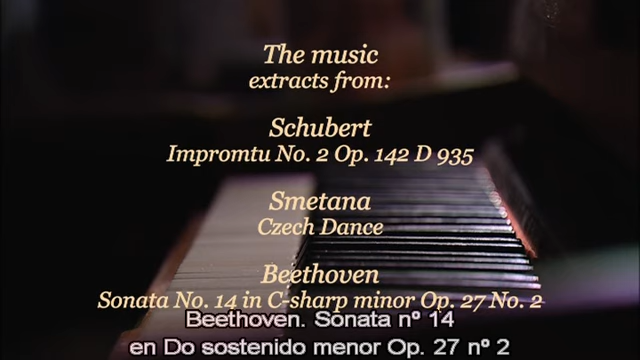 The music
extracts from:
Schubert
Impromtu No. 2 Op. 142 D 935
Smetana
Czech Dance
Beethoven
Sonata No. 14 in C-sharp minor Op. 27 No. 2
Beethoven. Sonata nº 14
en Do sostenido menor Op. 27 nº 2